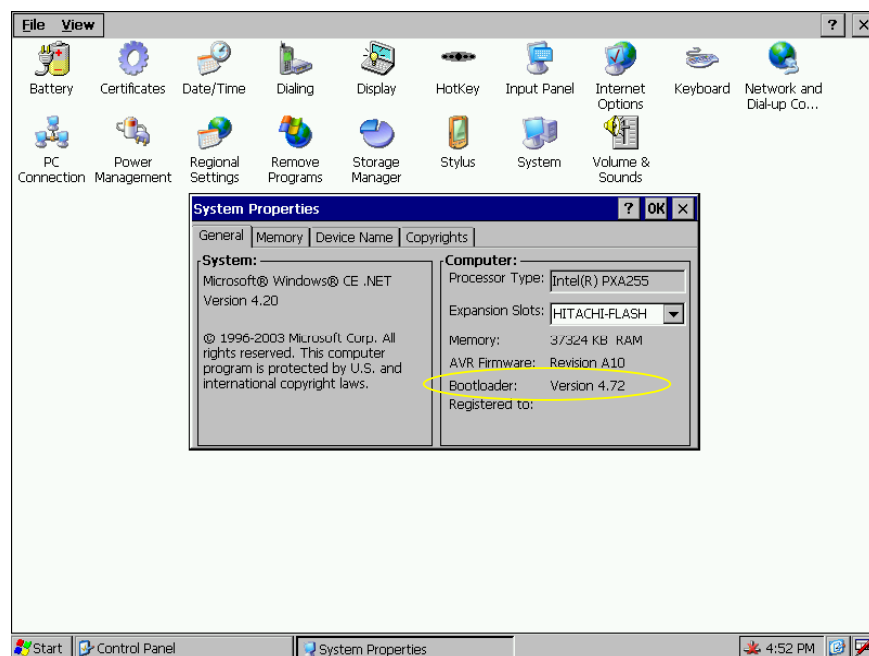 File View ? ×
Battery Certificates Date/Time Dialing Display HotKey Input Panel Internet Options Keyboard Network and Dial-up Co...
PC Connection Power Management Regional Settings Remove Programs Storage Manager Stylus System Volume & Sounds
System Properties ? OK ×
General Memory Device Name Copyrights
System:
Microsoft® Windows® CE .NET
Version 4.20
© 1996-2003 Microsoft Corp. All
rights reserved. This computer
program is protected by U.S. and
international copyright laws.
Computer:
Processor Type: Intel(R) PXA255
Expansion Slots: HITACHI-FLASH
Memory: 37324 KB RAM
AVR Firmware: Revision A10
Bootloader: Version 4.72
Registered to:
Start Control Panel System Properties 4:52 PM